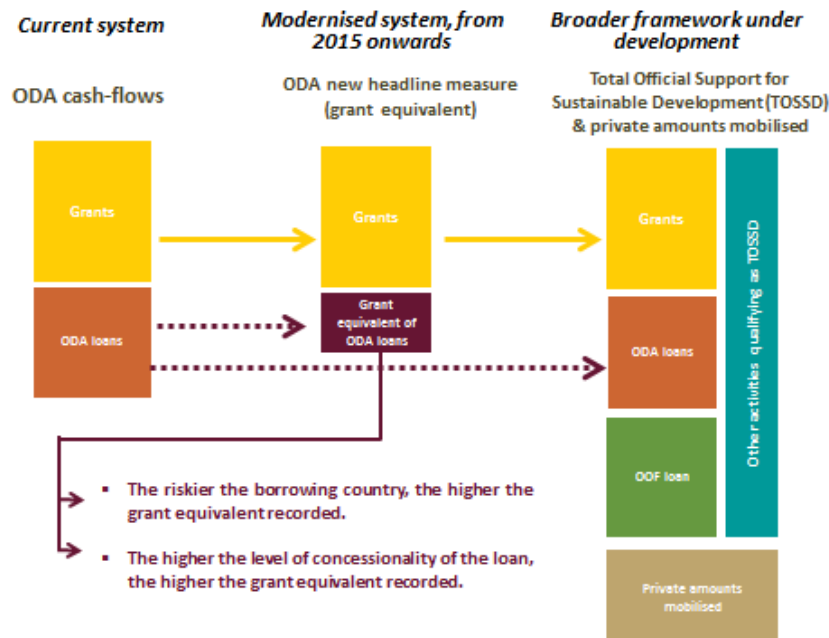 Current system
Modernised system, from
2015 onwards
Broader framework under
development
ODA cash-flows
ODA new headline measure
(grant equivalent)
Total Official Support for
Sustainable Development (TOSSD)
& private amounts mobilised
Grants
ODA loans
Grants
Grant
equivalent of
ODA loans
Grants
ODA loans
OOF loan
Other activities qualifying as TOSSD
Private amounts
mobilised
▪ The riskier the borrowing country, the higher the
grant equivalent recorded.
▪ The higher the level of concessionality of the loan,
the higher the grant equivalent recorded.